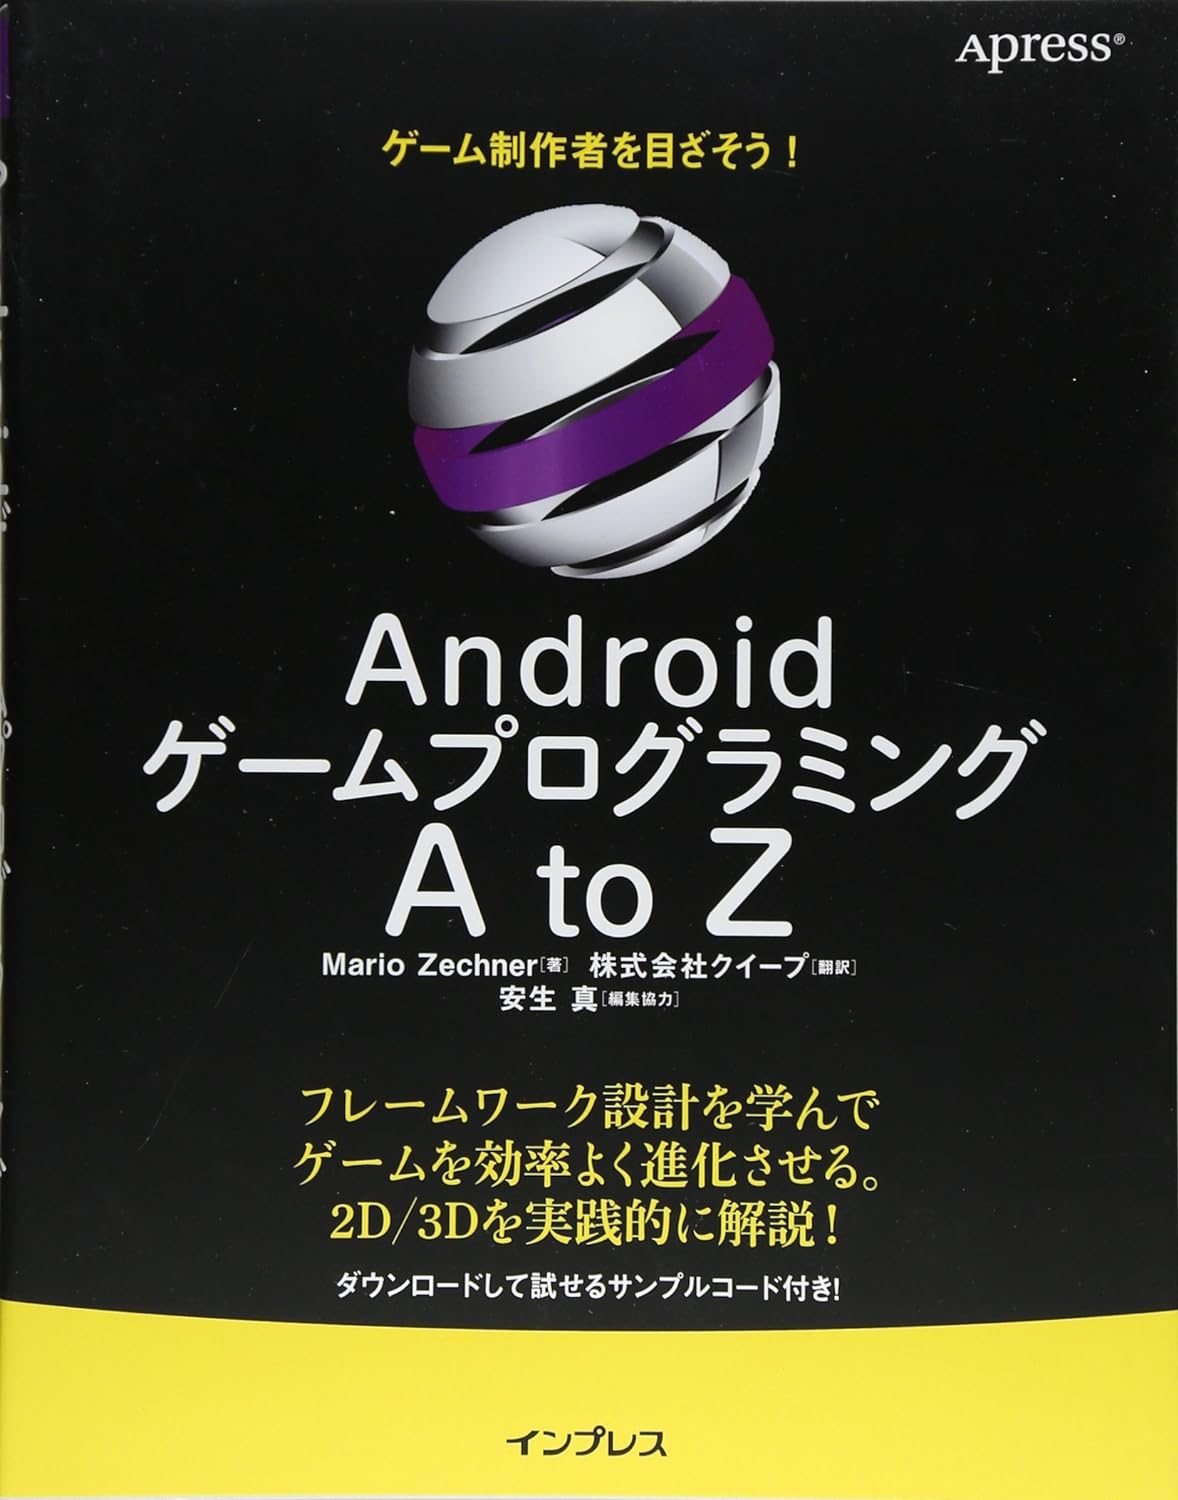 Apress®
ゲーム制作者を目ざそう!
Android
ゲームプログラミング
A to Z
Mario Zechner[著] 株式会社クイープ[翻訳]
安生 真[編集協力]
フレームワーク設計を学んで
ゲームを効率よく進化させる。
2D/3Dを実践的に解説!
ダウンロードして試せるサンプルコード付き!
インプレス